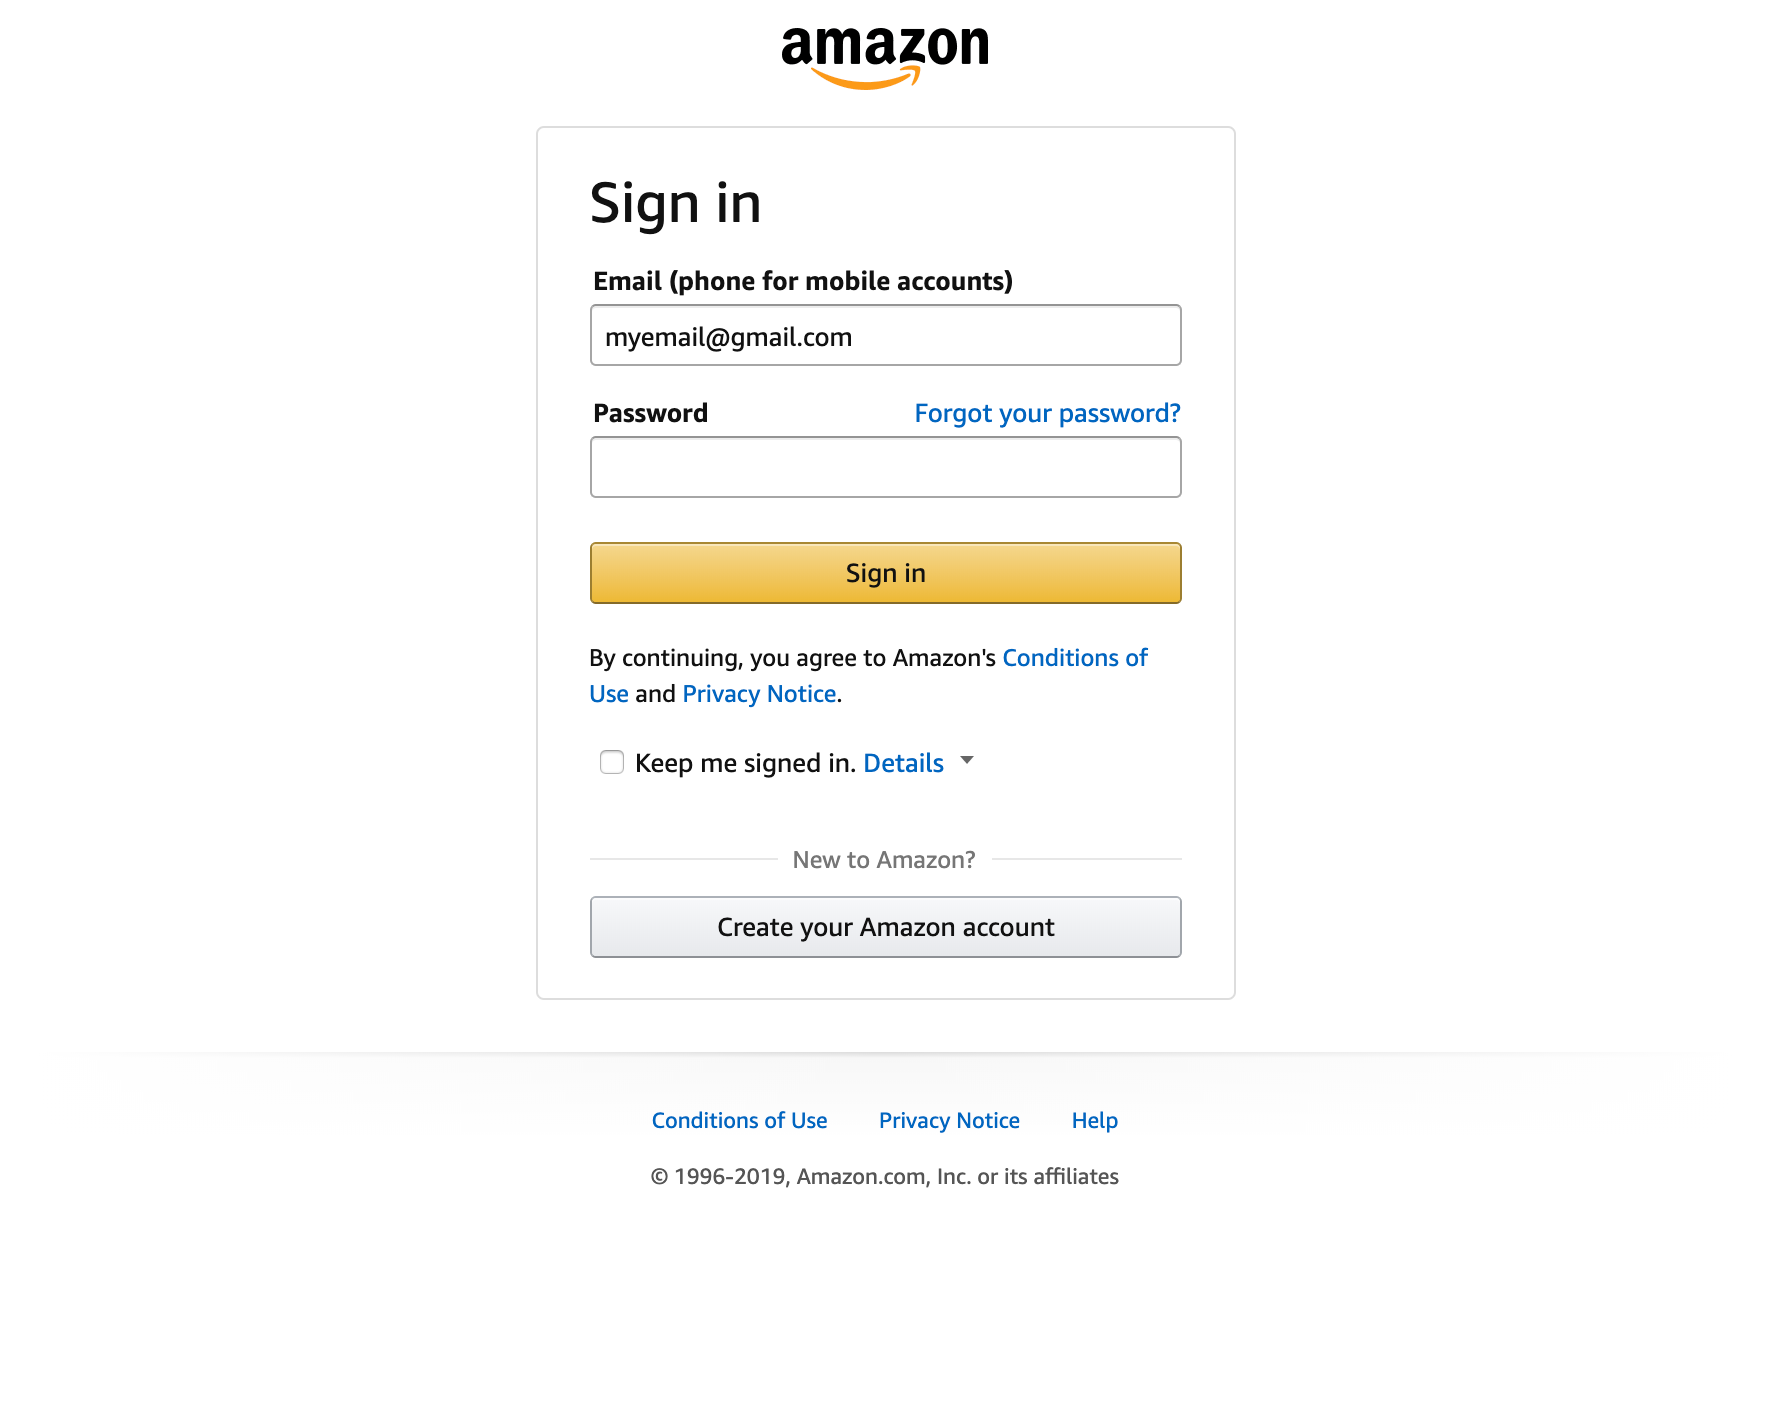 amazon
Sign in
Email (phone for mobile accounts)
myemail@gmail.com
Password Forgot your password?
Sign in
By continuing, you agree to Amazon's Conditions of
Use and Privacy Notice.
Keep me signed in. Details
New to Amazon?
Create your Amazon account
Conditions of Use Privacy Notice Help
© 1996-2019, Amazon.com, Inc. or its affiliates